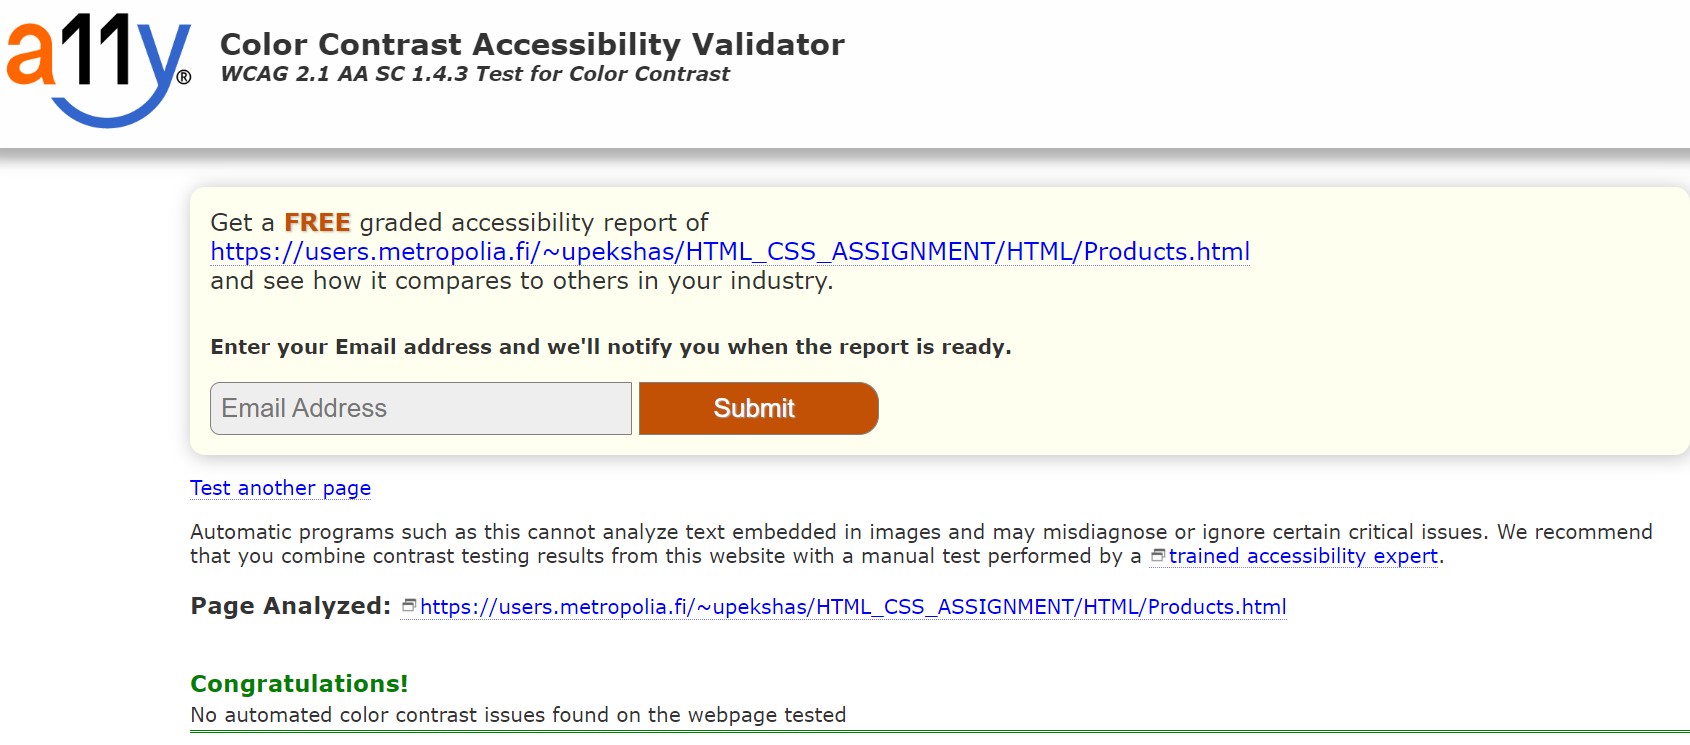 a11y®
Color Contrast Accessibility Validator
WCAG 2.1 AA SC 1.4.3 Test for Color Contrast
Get a FREE graded accessibility report of
https://users.metropolia.fi/~upekshas/HTML_CSS_ASSIGNMENT/HTML/Products.html
and see how it compares to others in your industry.
Enter your Email address and we'll notify you when the report is ready.
Email Address
Submit
Test another page
Automatic programs such as this cannot analyze text embedded in images and may misdiagnose or ignore certain critical issues. We recommend
that you combine contrast testing results from this website with a manual test performed by a trained accessibility expert.
Page Analyzed: https://users.metropolia.fi/~upekshas/HTML_CSS_ASSIGNMENT/HTML/Products.html
Congratulations!
No automated color contrast issues found on the webpage tested